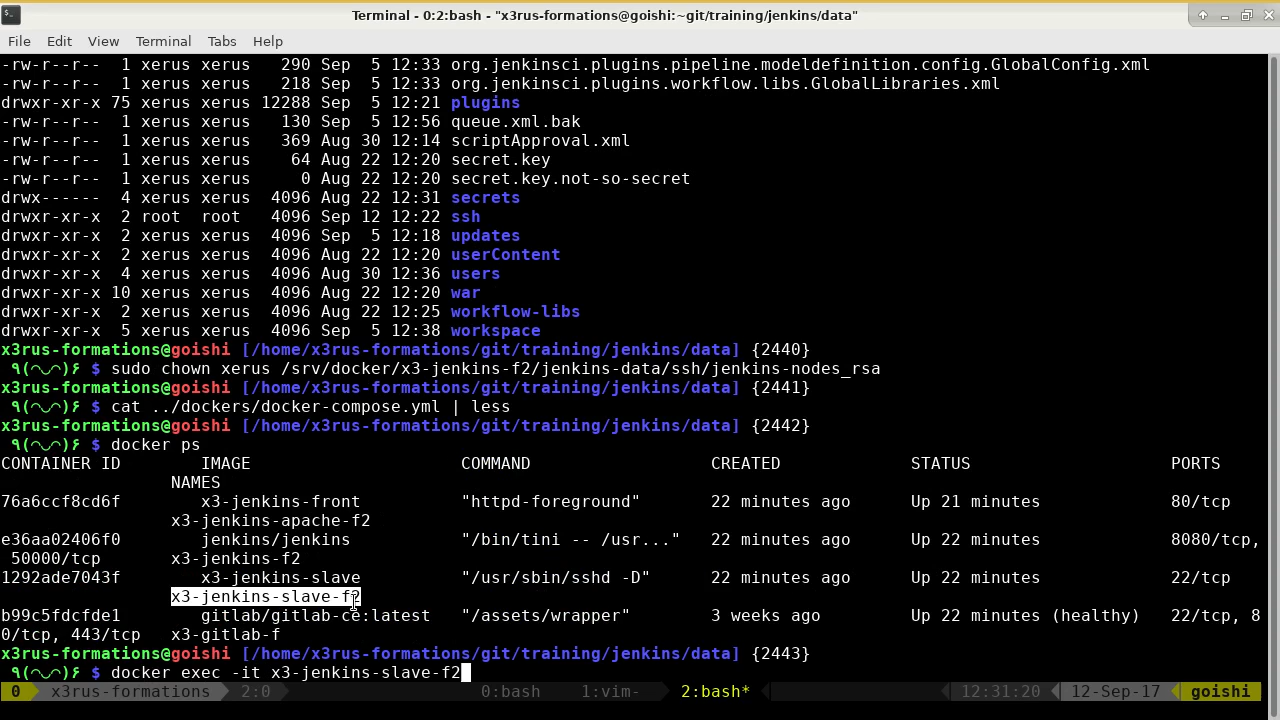 Terminal - 0:2:bash - "x3rus-formations@goishi:~git/training/jenkins/data"
File Edit View Terminal Tabs Help
-rw-r--r--  1 xerus xerus   290 Sep  5 12:33 org.jenkinsci.plugins.pipeline.modeldefinition.config.GlobalConfig.xml
-rw-r--r--  1 xerus xerus   218 Sep  5 12:33 org.jenkinsci.plugins.workflow.libs.GlobalLibraries.xml
drwxr-xr-x 75 xerus xerus 12288 Sep  5 12:21 plugins
-rw-r--r--  1 xerus xerus   130 Sep  5 12:56 queue.xml.bak
-rw-r--r--  1 xerus xerus   369 Aug 30 12:14 scriptApproval.xml
-rw-r--r--  1 xerus xerus    64 Aug 22 12:20 secret.key
-rw-r--r--  1 xerus xerus     0 Aug 22 12:20 secret.key.not-so-secret
drwx------  4 xerus xerus  4096 Aug 22 12:31 secrets
drwxr-xr-x  2 root  root   4096 Sep 12 12:22 ssh
drwxr-xr-x  2 xerus xerus  4096 Sep  5 12:18 updates
drwxr-xr-x  2 xerus xerus  4096 Aug 22 12:20 userContent
drwxr-xr-x  4 xerus xerus  4096 Aug 30 12:36 users
drwxr-xr-x 10 xerus xerus  4096 Aug 22 12:20 war
drwxr-xr-x  2 xerus xerus  4096 Aug 22 12:25 workflow-libs
drwxr-xr-x  5 xerus xerus  4096 Sep  5 12:38 workspace
x3rus-formations@goishi [/home/x3rus-formations/git/training/jenkins/data] {2440}
٩(◠◡◠)۶ $ sudo chown xerus /srv/docker/x3-jenkins-f2/jenkins-data/ssh/jenkins-nodes_rsa
x3rus-formations@goishi [/home/x3rus-formations/git/training/jenkins/data] {2441}
٩(◠◡◠)۶ $ cat ../dockers/docker-compose.yml | less
x3rus-formations@goishi [/home/x3rus-formations/git/training/jenkins/data] {2442}
٩(◠◡◠)۶ $ docker ps
CONTAINER ID        IMAGE                     COMMAND                  CREATED             STATUS                    PORTS
NAMES
76a6ccf8cd6f        x3-jenkins-front          "httpd-foreground"       22 minutes ago      Up 21 minutes             80/tcp
x3-jenkins-apache-f2
e36aa02406f0        jenkins/jenkins           "/bin/tini -- /usr..."   22 minutes ago      Up 22 minutes             8080/tcp,
50000/tcp       x3-jenkins-f2
1292ade7043f        x3-jenkins-slave          "/usr/sbin/sshd -D"      22 minutes ago      Up 22 minutes             22/tcp
x3-jenkins-slave-f2
b99c5fdcfde1        gitlab/gitlab-ce:latest   "/assets/wrapper"        3 weeks ago         Up 22 minutes (healthy)   22/tcp, 8
0/tcp, 443/tcp   x3-gitlab-f
x3rus-formations@goishi [/home/x3rus-formations/git/training/jenkins/data] {2443}
٩(◠◡◠)۶ $ docker exec -it x3-jenkins-slave-f2
0 x3rus-formations 2:0 0:bash 1:vim- 2:bash* 12:31:20 12-Sep-17 goishi